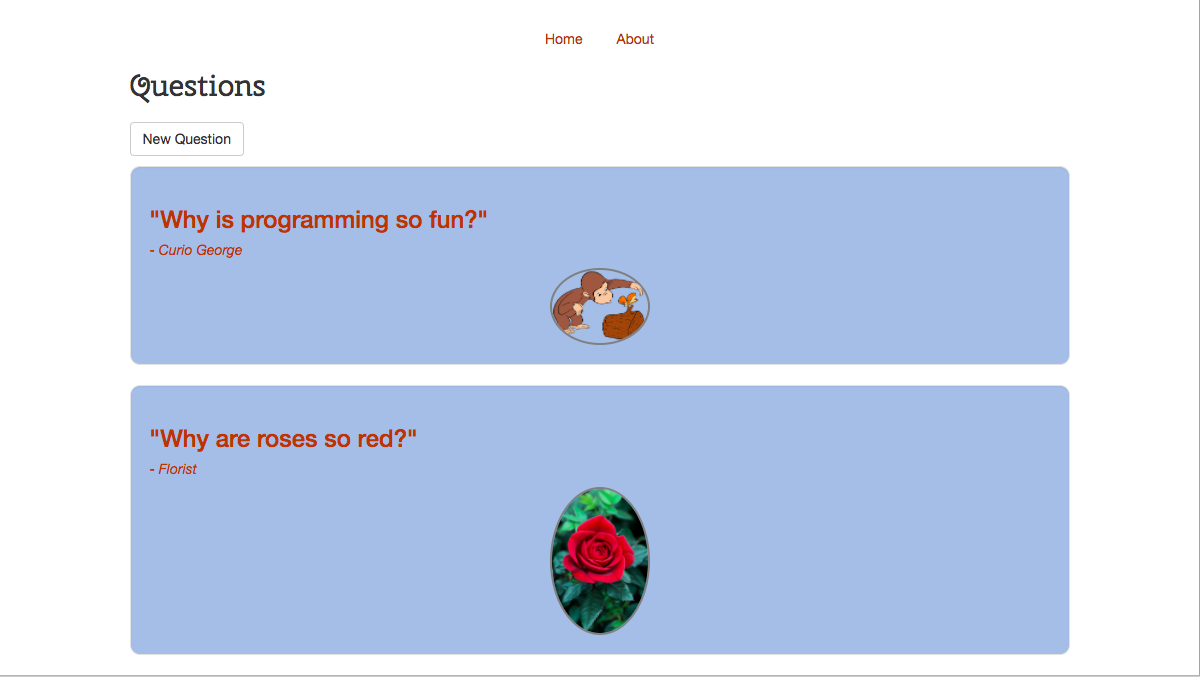 Home About
Questions
New Question
"Why is programming so fun?"
- Curio George
"Why are roses so red?"
- Florist